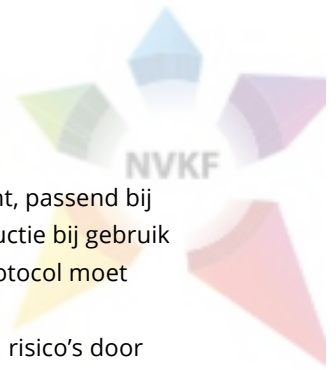 NVKF
nt, passend bij
uctie bij gebruik
otocol moet
risico's door